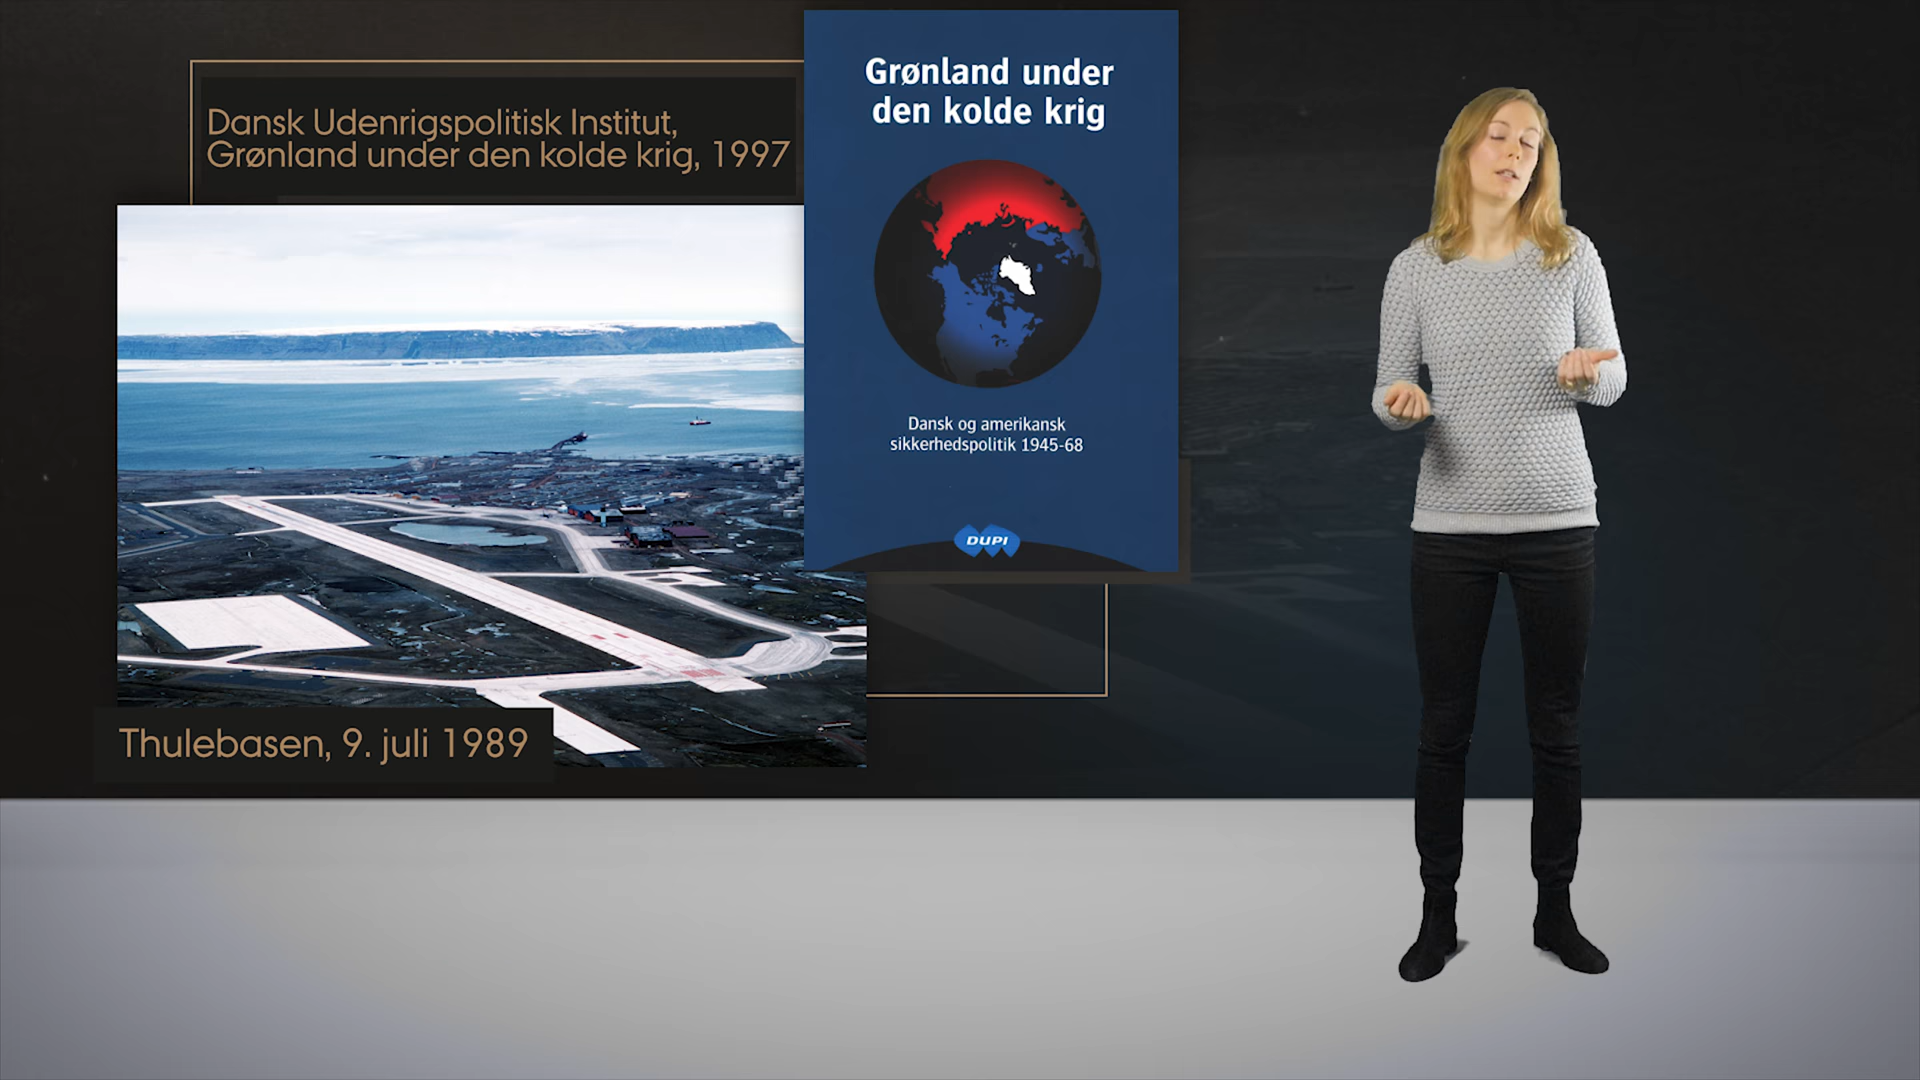 Dansk Udenrigspolitisk Institut,
Grønland under den kolde krig, 1997
Grønland under
den kolde krig
Dansk og amerikansk
sikkerhedspolitik 1945-68
DUPI
Thulebasen, 9. juli 1989